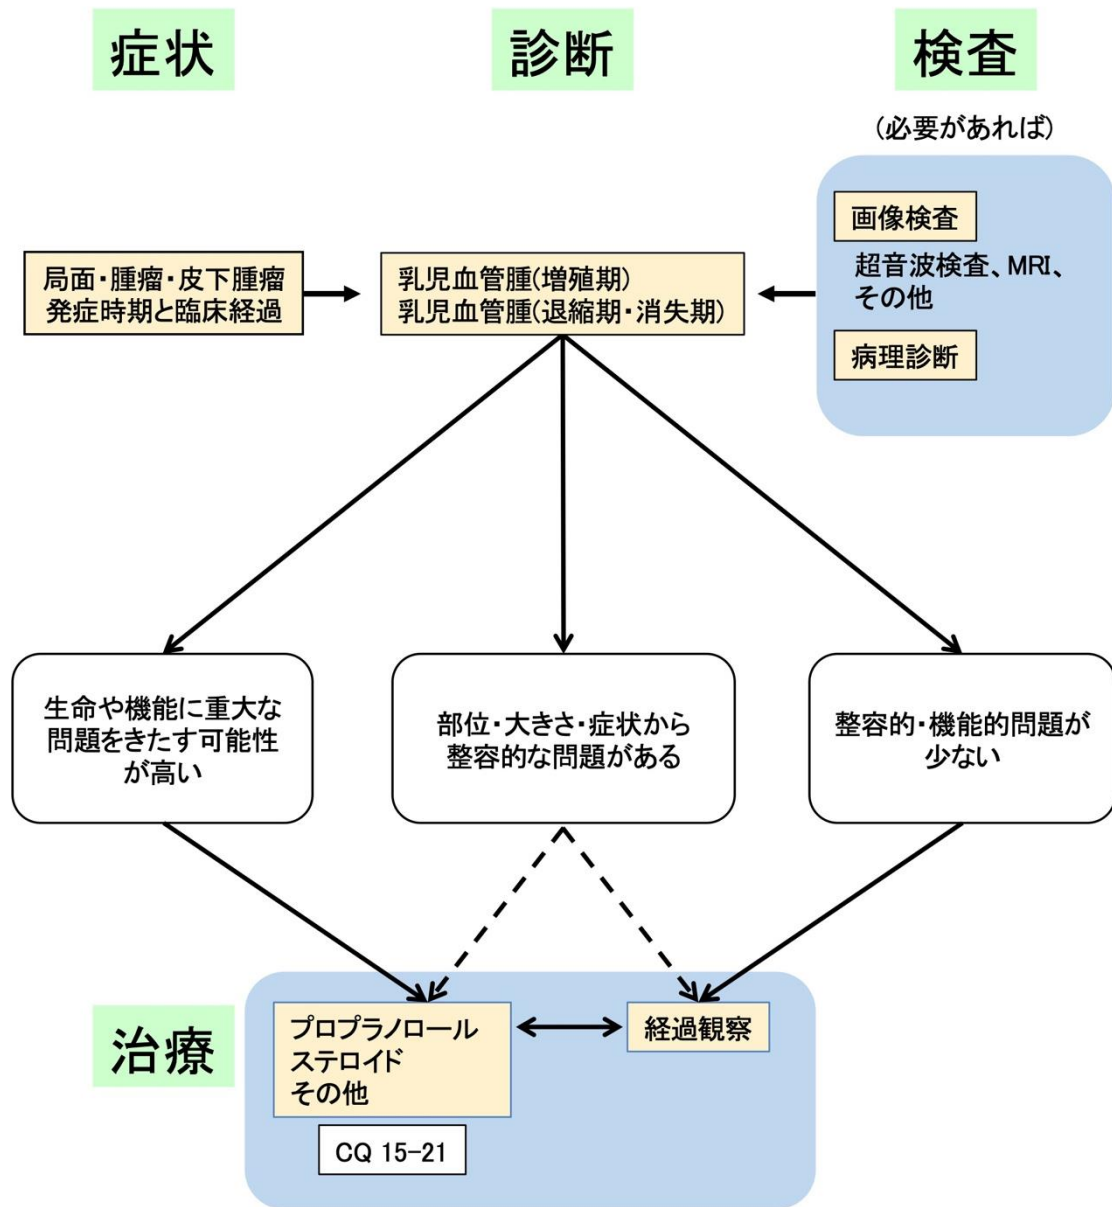 症状
診断
検査
(必要があれば)
画像検査
超音波検査、MRI、
その他
病理診断
局面・腫瘤・皮下腫瘤
発症時期と臨床経過
乳児血管腫(増殖期)
乳児血管腫(退縮期・消失期)
生命や機能に重大な
問題をきたす可能性
が高い
部位・大きさ・症状から
整容的な問題がある
整容的・機能的問題が
少ない
治療
プロプラノロール
ステロイド
その他
経過観察
CQ 15-21